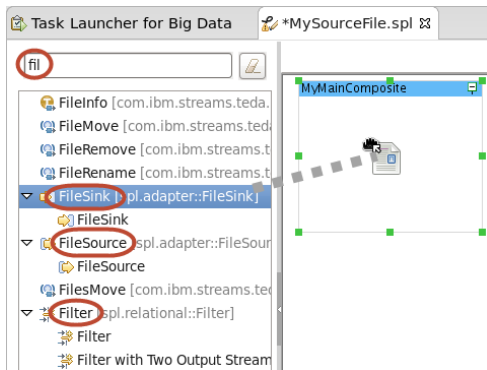 Task Launcher for Big Data
*MySourceFile.spl
fil
MyMainComposite
FileInfo [com.ibm.streams.teda.
FileMove [com.ibm.streams.teda
FileRemove [com.ibm.streams.t
FileRename [com.ibm.streams.t
FileSink [spl.adapter::FileSink]
FileSink
FileSource [spl.adapter::FileSour
FileSource
FilesMove [com.ibm.streams.ted
Filter [spl.relational::Filter]
Filter
Filter with Two Output Stream